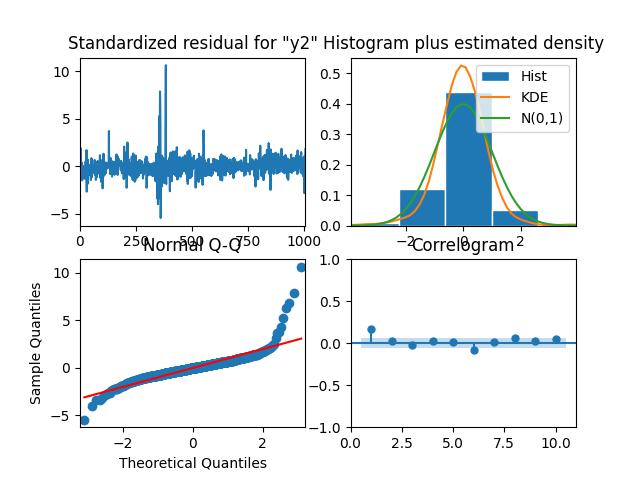 Standardized residual for "y2"
10
5
0
−5
0 250 500 750 1000
Histogram plus estimated density
0.5
0.4
0.3
0.2
0.1
0.0
−2 0 2
Hist
KDE
N(0,1)
Normal Q-Q
Sample Quantiles
10
5
0
−5
−2 0 2
Theoretical Quantiles
Correlogram
1.0
0.5
0.0
−0.5
−1.0
0.0 2.5 5.0 7.5 10.0